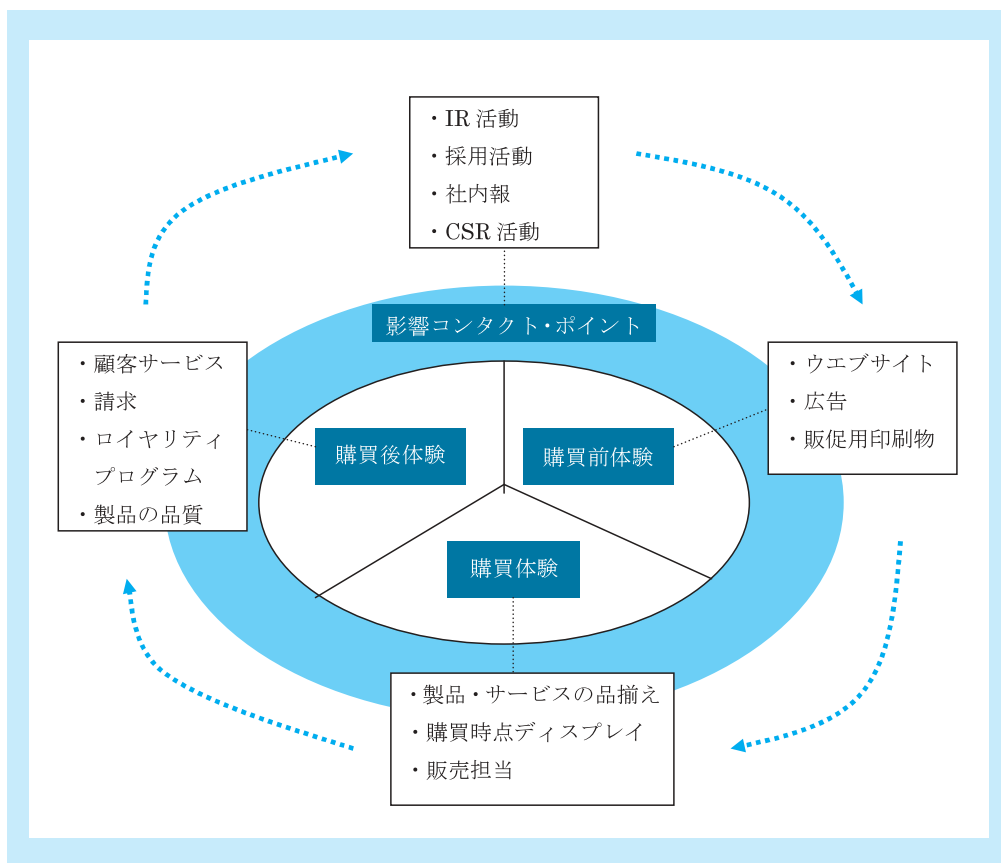 ・IR 活動
・採用活動
・社内報
・CSR 活動
影響コンタクト・ポイント
・顧客サービス
・請求
・ロイヤリティ
プログラム
・製品の品質
・ウエブサイト
・広告
・販促用印刷物
購買後体験
購買前体験
購買体験
・製品・サービスの品揃え
・購買時点ディスプレイ
・販売担当